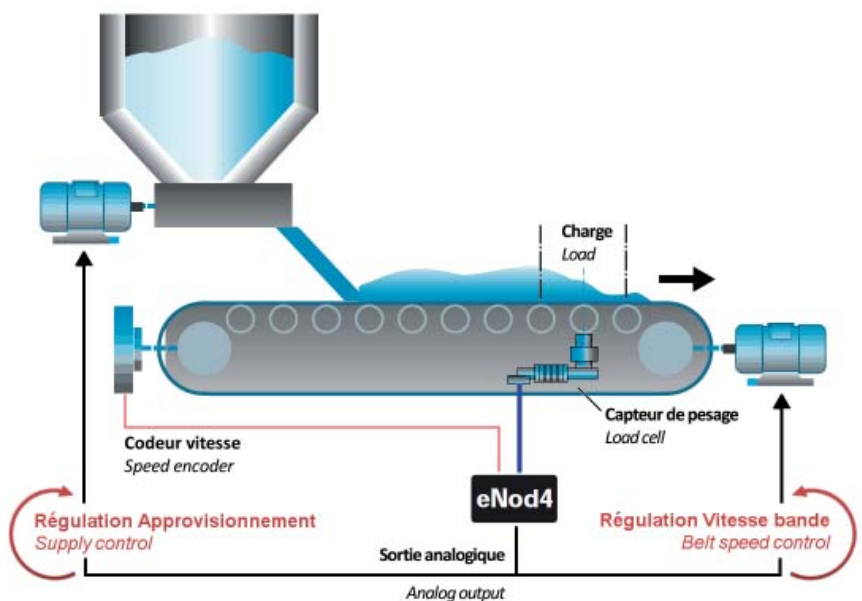 Charge
Load
Capteur de pesage
Load cell
Codeur vitesse
Speed encoder
eNod4
Régulation Approvisionnement
Supply control
Régulation Vitesse bande
Belt speed control
Sortie analogique
Analog output